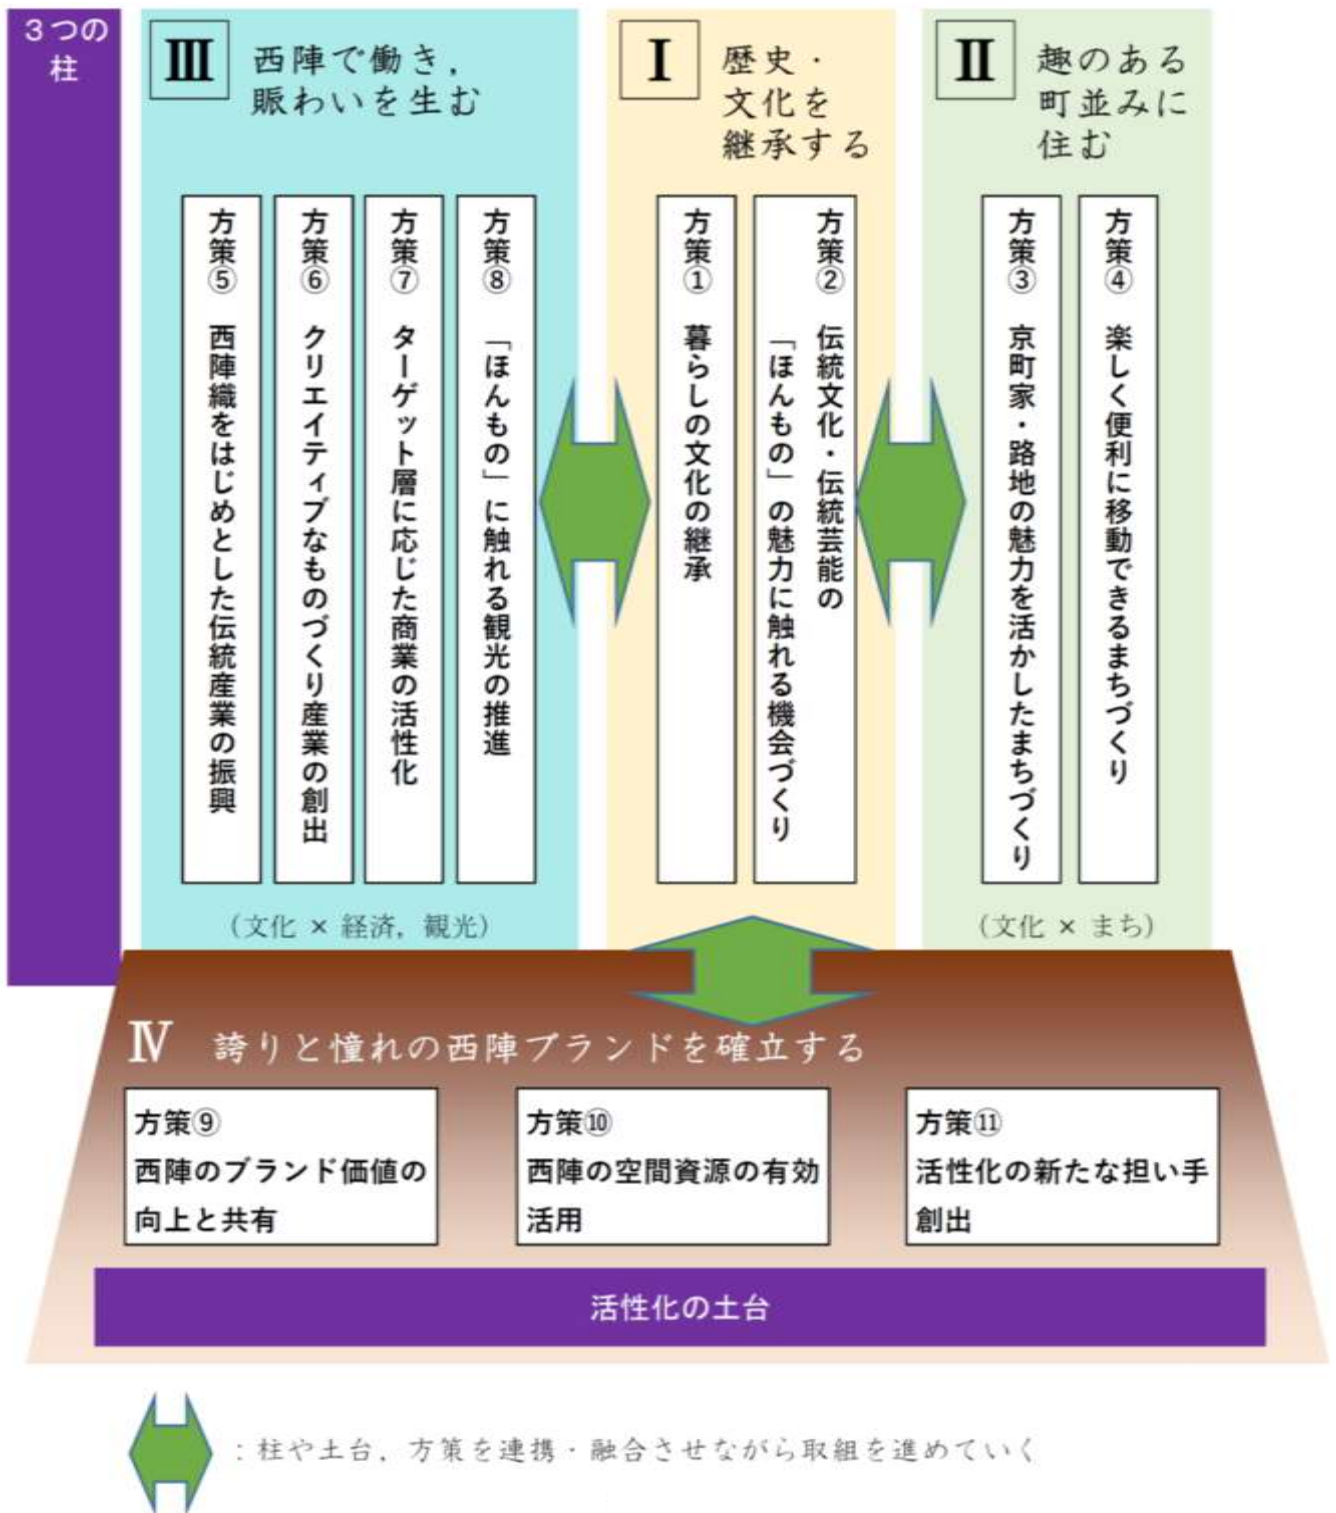 ３つの
柱
Ⅲ
西陣で働き，
賑わいを生む
方策⑤　西陣織をはじめとした伝統産業の振興
方策⑥　クリエイティブなものづくり産業の創出
方策⑦　ターゲット層に応じた商業の活性化
方策⑧　「ほんもの」に触れる観光の推進
（文化 × 経済，観光）
Ⅰ
歴史・
文化を
継承する
方策①　暮らしの文化の継承
方策②　伝統文化・伝統芸能の
「ほんもの」の魅力に触れる機会づくり
Ⅱ
趣のある
町並みに
住む
方策③　京町家・路地の魅力を活かしたまちづくり
方策④　楽しく便利に移動できるまちづくり
（文化 × まち）
Ⅳ　誇りと憧れの西陣ブランドを確立する
方策⑨
西陣のブランド価値の
向上と共有
方策⑩
西陣の空間資源の有効
活用
方策⑪
活性化の新たな担い手
創出
活性化の土台
：柱や土台，方策を連携・融合させながら取組を進めていく